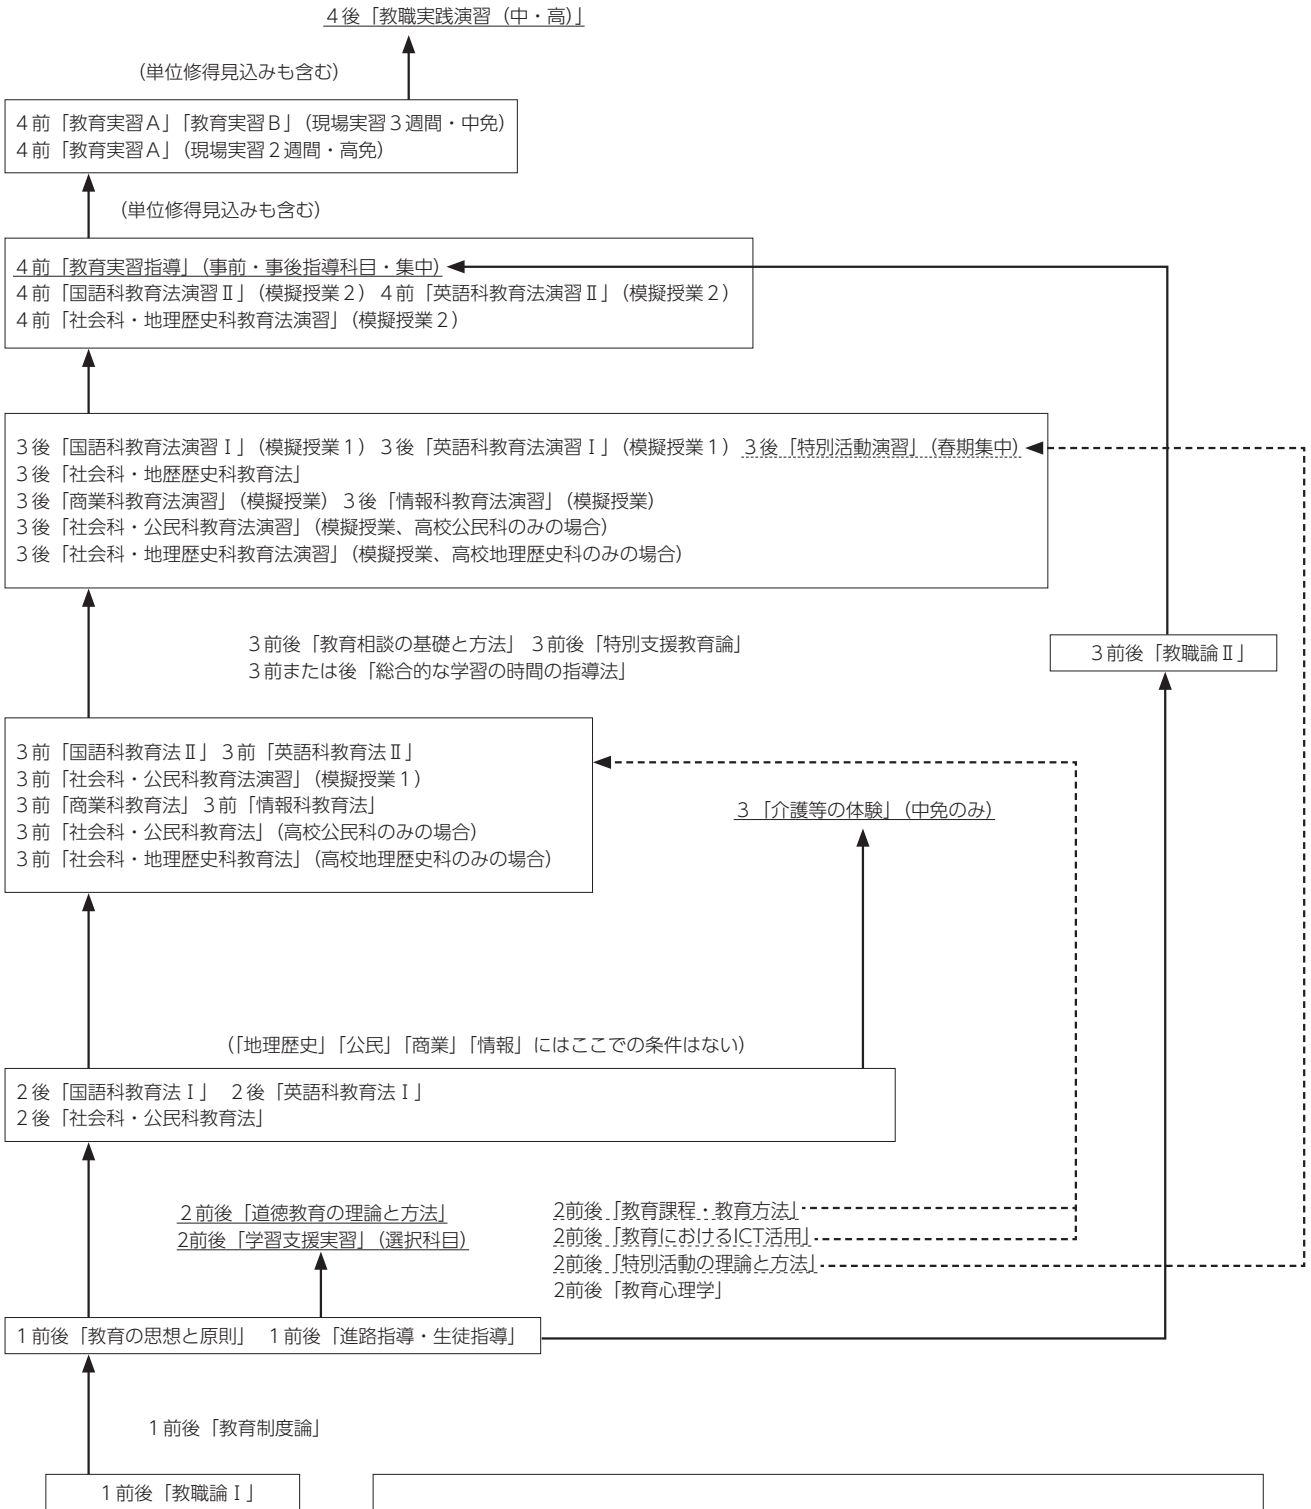 4後「教職実践演習（中・高）」
（単位修得見込みも含む）
4前「教育実習A」「教育実習B」（現場実習3週間・中免）
4前「教育実習A」（現場実習2週間・高免）
（単位修得見込みも含む）
4前「教育実習指導」（事前・事後指導科目・集中）
4前「国語科教育法演習Ⅱ」（模擬授業2） 4前「英語科教育法演習Ⅱ」（模擬授業2）
4前「社会科・地理歴史科教育法演習」（模擬授業2）
3後「国語科教育法演習Ⅰ」（模擬授業1） 3後「英語科教育法演習Ⅰ」（模擬授業1） 3後「特別活動演習」（春期集中）
3後「社会科・地歴歴史科教育法」
3後「商業科教育法演習」（模擬授業） 3後「情報科教育法演習」（模擬授業）
3後「社会科・公民科教育法演習」（模擬授業、高校公民科のみの場合）
3後「社会科・地理歴史科教育法演習」（模擬授業、高校地理歴史科のみの場合）
3前後「教育相談の基礎と方法」 3前後「特別支援教育論」
3前または後「総合的な学習の時間の指導法」
3前後「教職論Ⅱ」
3前「国語科教育法Ⅱ」 3前「英語科教育法Ⅱ」
3前「社会科・公民科教育法演習」（模擬授業1）
3前「商業科教育法」 3前「情報科教育法」
3前「社会科・公民科教育法」（高校公民科のみの場合）
3前「社会科・地理歴史科教育法」（高校地理歴史科のみの場合）
3「介護等の体験」（中免のみ）
（「地理歴史」「公民」「商業」「情報」にはここでの条件はない）
2後「国語科教育法Ⅰ」 2後「英語科教育法Ⅰ」
2後「社会科・公民科教育法」
2前後「道徳教育の理論と方法」
2前後「学習支援実習」（選択科目）
2前後「教育課程・教育方法」
2前後「教育におけるICT活用」
2前後「特別活動の理論と方法」
2前後「教育心理学」
1前後「教育の思想と原則」 1前後「進路指導・生徒指導」
1前後「教育制度論」
1前後「教職論Ⅰ」